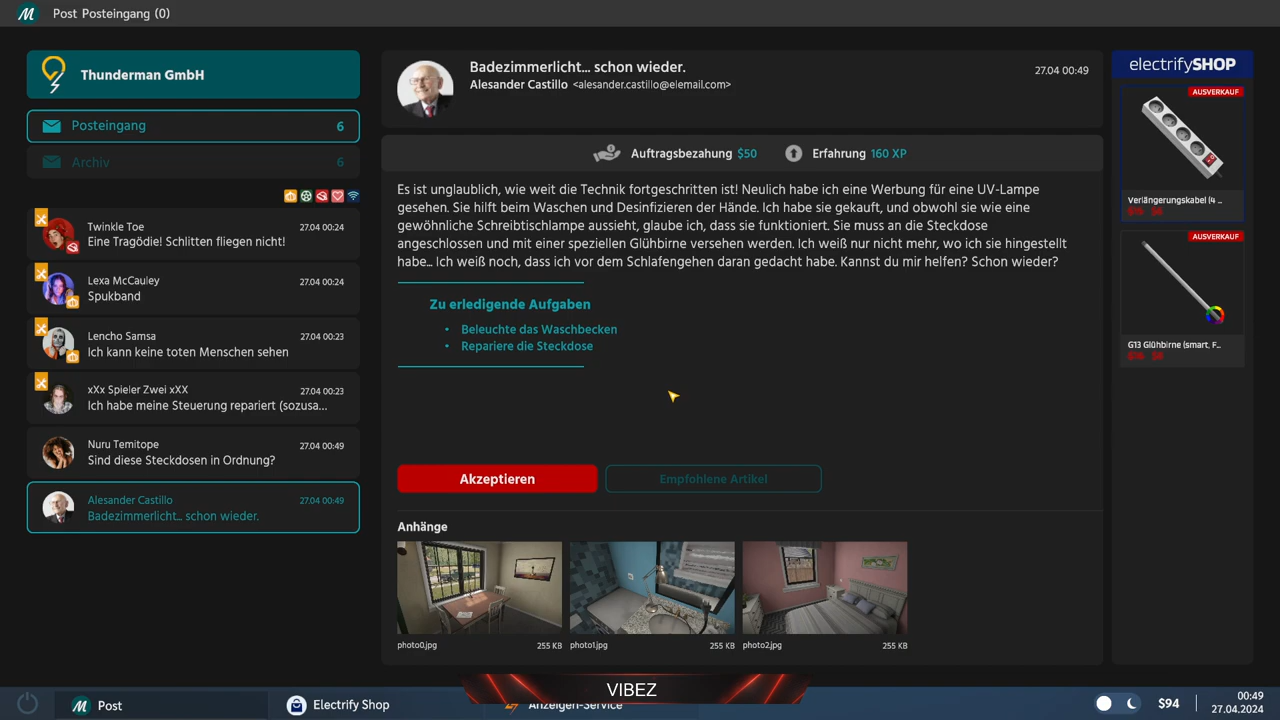 Post Posteingang (0)
Thunderman GmbH
Posteingang 6
Archiv 6
Twinkle Toe 27.04 00:24
Eine Tragödie! Schlitten fliegen nicht!
Lexa McCauley 27.04 00:24
Spukband
Lencho Samsa 27.04 00:23
Ich kann keine toten Menschen sehen
xXx Spieler Zwei xXX 27.04 00:23
Ich habe meine Steuerung repariert (sozusa...
Nuru Temitope 27.04 00:49
Sind diese Steckdosen in Ordnung?
Alesander Castillo 27.04 00:49
Badezimmerlicht... schon wieder.
Badezimmerlicht... schon wieder.
Alesander Castillo <alesander.castillo@elemail.com>
27.04 00:49
Auftragsbezahlung $50 Erfahrung 160 XP
Es ist unglaublich, wie weit die Technik fortgeschritten ist! Neulich habe ich eine Werbung für eine UV-Lampe
gesehen. Sie hilft beim Waschen und Desinfizieren der Hände. Ich habe sie gekauft, und obwohl sie wie eine
gewöhnliche Schreibtischlampe aussieht, glaube ich, dass sie funktioniert. Sie muss an die Steckdose
angeschlossen und mit einer speziellen Glühbirne versehen werden. Ich weiß nur nicht mehr, wo ich sie hingestellt
habe... Ich weiß noch, dass ich vor dem Schlafengehen daran gedacht habe. Kannst du mir helfen? Schon wieder?
Zu erledigende Aufgaben
• Beleuchte das Waschbecken
• Repariere die Steckdose
Akzeptieren
Empfohlene Artikel
Anhänge
photo0.jpg 255 KB
photo1.jpg 255 KB
photo2.jpg 255 KB
electrifySHOP
AUSVERKAUF
Verlängerungskabel (4 ...
AUSVERKAUF
G13 Glühbirne (smart, F...
VIBEZ
Post
Electrify Shop
Anzeigen-Service
$94
00:49
27.04.2024